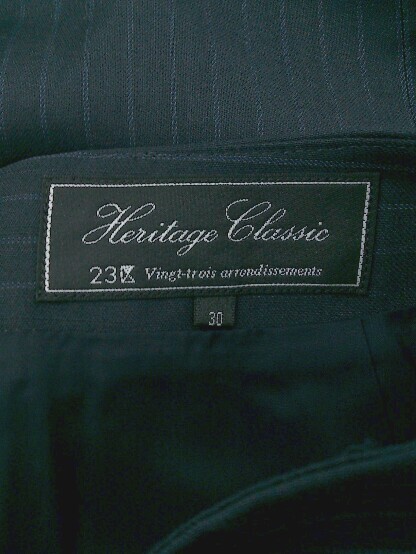 Heritage Classic
23区 Vingt-trois arrondissements
30